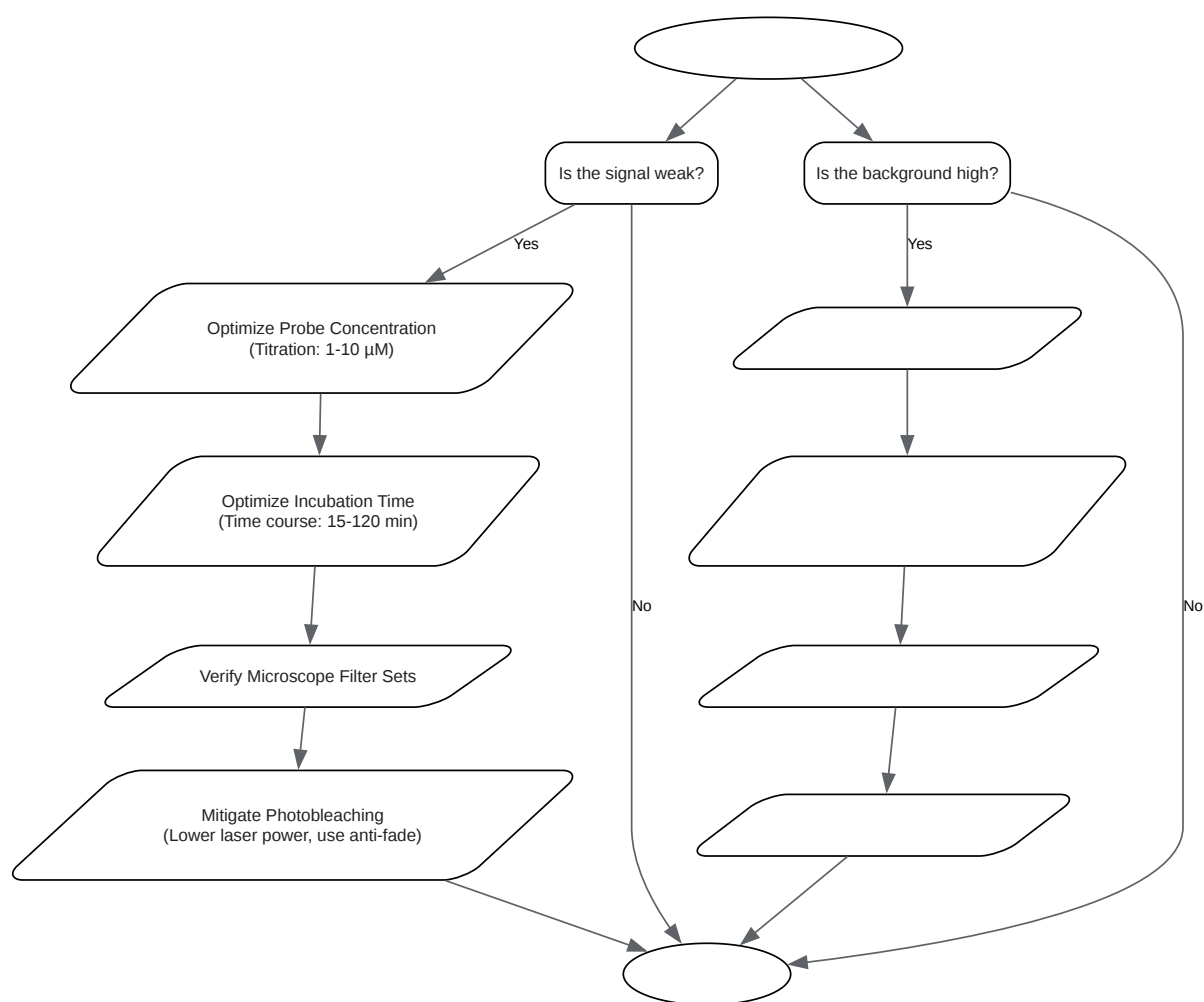 Is the signal weak?
Is the background high?
Yes
Yes
Optimize Probe Concentration
(Titration: 1-10 µM)
Optimize Incubation Time
(Time course: 15-120 min)
No
No
Verify Microscope Filter Sets
Mitigate Photobleaching
(Lower laser power, use anti-fade)